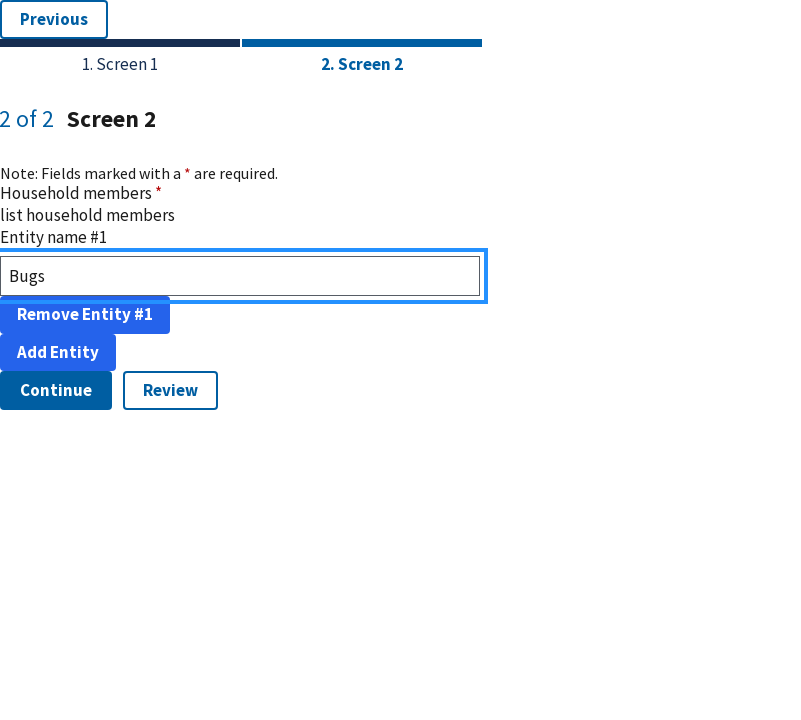 Previous
1. Screen 1
2. Screen 2
2 of 2 Screen 2
Note: Fields marked with a * are required.
Household members *
list household members
Entity name #1
Bugs
Remove Entity #1
Add Entity
Continue
Review